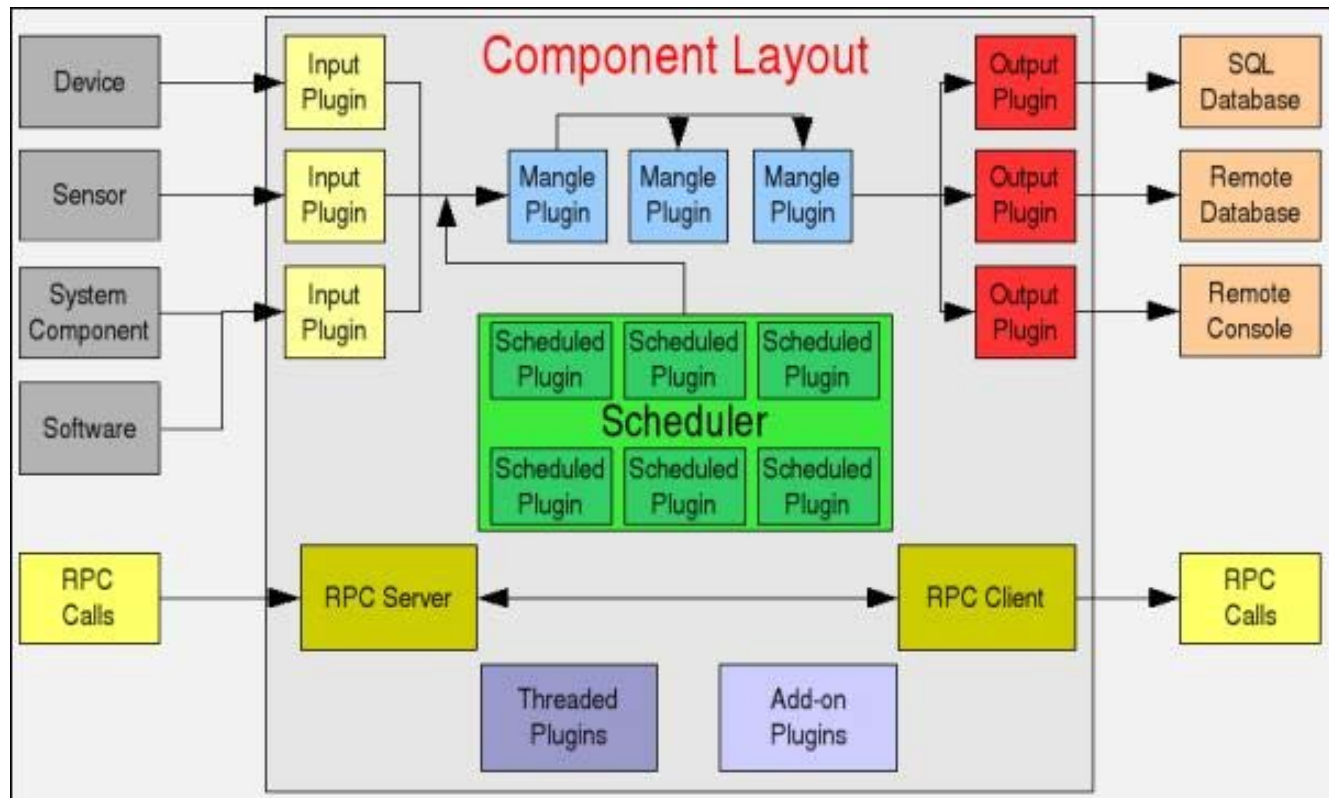 Component Layout
Device
Input
Plugin
Output
Plugin
SQL
Database
Sensor
Input
Plugin
Mangle
Plugin
Mangle
Plugin
Mangle
Plugin
Output
Plugin
Remote
Database
System
Component
Input
Plugin
Output
Plugin
Remote
Console
Software
Scheduled
Plugin
Scheduled
Plugin
Scheduled
Plugin
Scheduler
Scheduled
Plugin
Scheduled
Plugin
Scheduled
Plugin
RPC
Calls
RPC Server
RPC Client
RPC
Calls
Threaded
Plugins
Add-on
Plugins